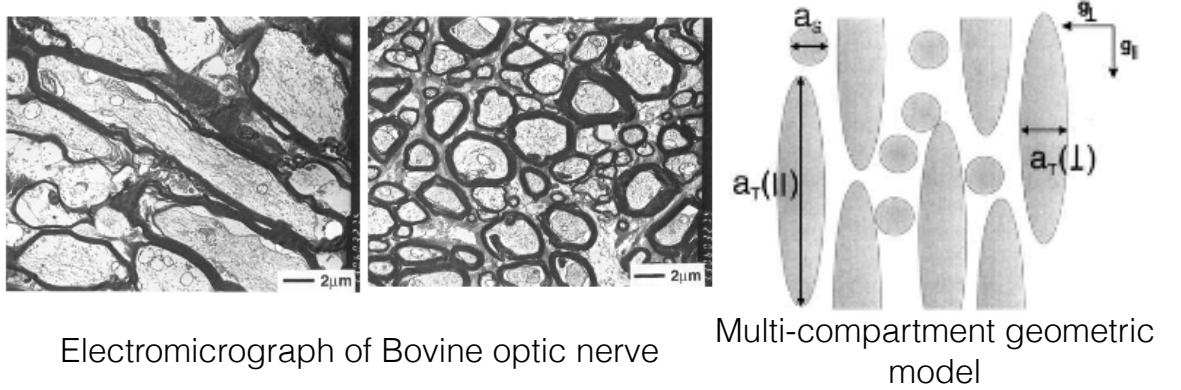 2μm
2μm
aₛ
g⊥
g||
a_T(||)
a_T(⊥)
Electromicrograph of Bovine optic nerve
Multi-compartment geometric
model